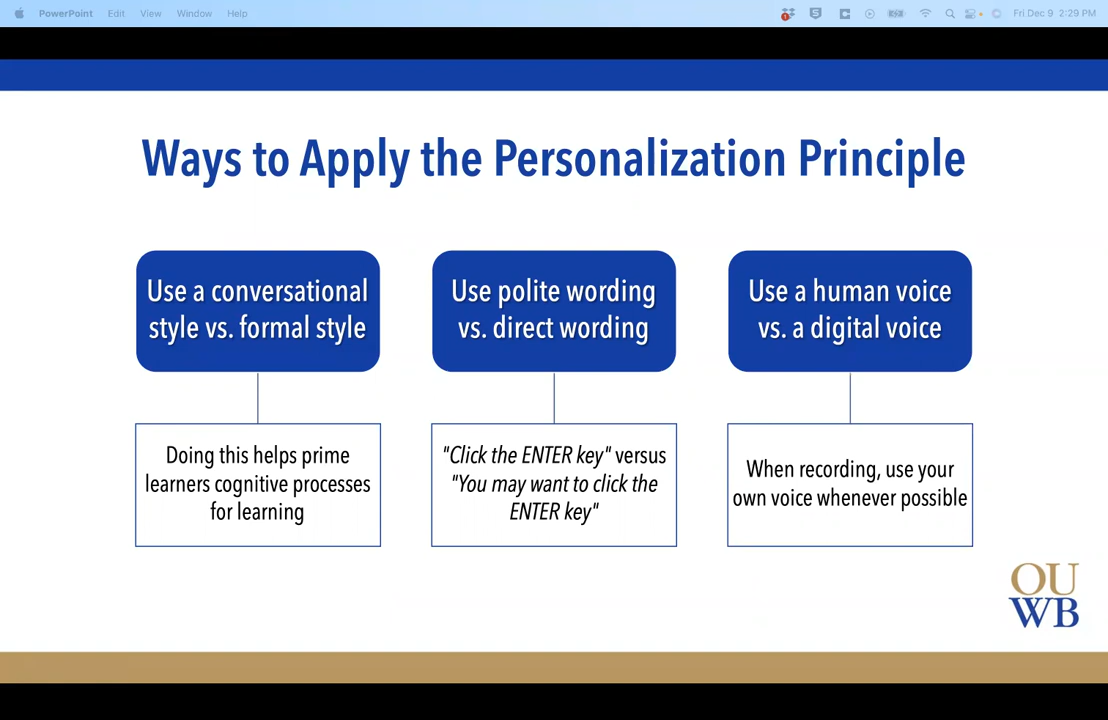 PowerPoint Edit View Window Help Fri Dec 9 2:29 PM
Ways to Apply the Personalization Principle
Use a conversational
style vs. formal style
Use polite wording
vs. direct wording
Use a human voice
vs. a digital voice
Doing this helps prime
learners cognitive processes
for learning
"Click the ENTER key" versus
"You may want to click the
ENTER key"
When recording, use your
own voice whenever possible
OU
WB